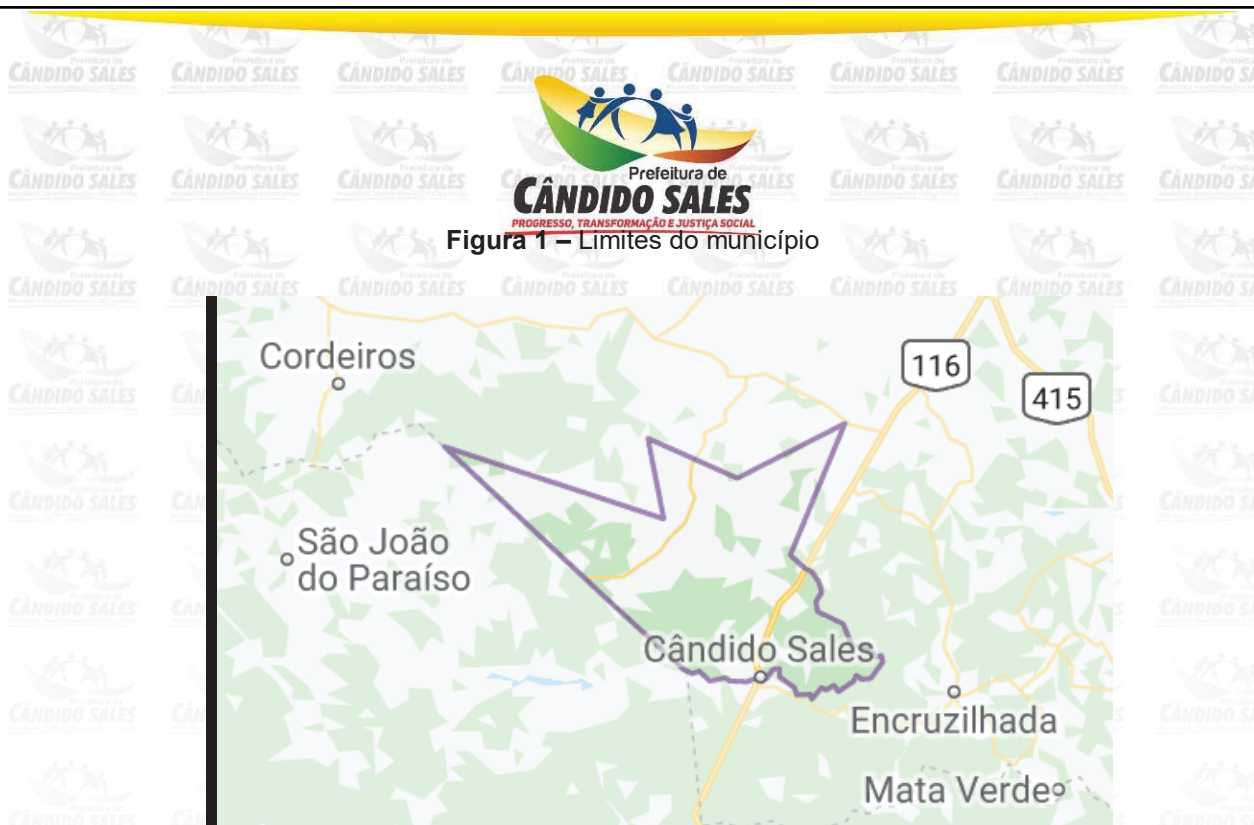 Prefeitura de
CÂNDIDO SALES
PROGRESSO, TRANSFORMAÇÃO E JUSTIÇA SOCIAL
Figura 1 – Limites do município
Cordeiros
116
415
São João
do Paraíso
Cândido Sales
Encruzilhada
Mata Verde